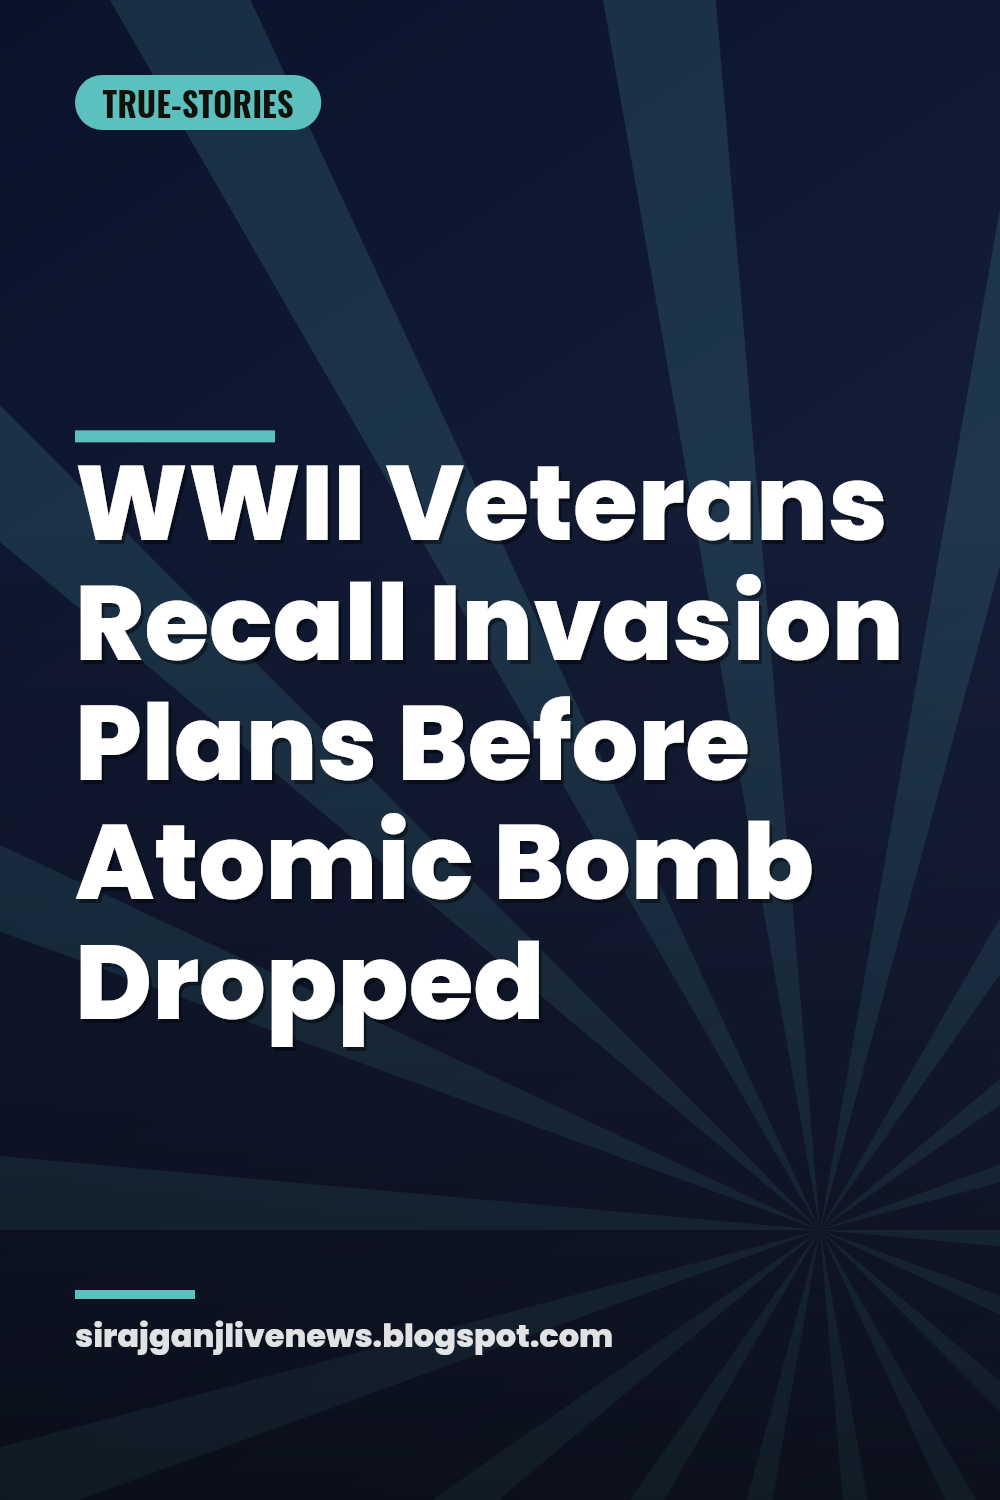 TRUE-STORIES
WWII Veterans
Recall Invasion
Plans Before
Atomic Bomb
Dropped
sirajganjlivenews.blogspot.com